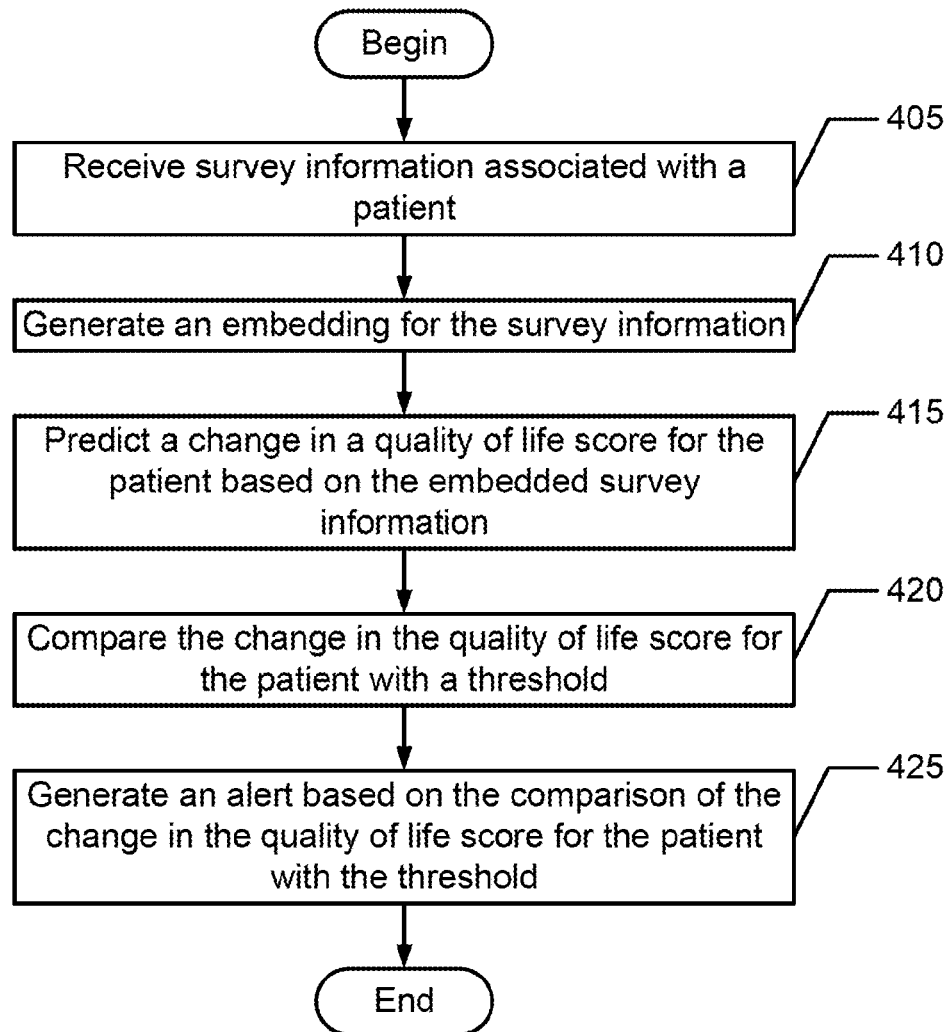 Begin
405
Receive survey information associated with a
patient
410
Generate an embedding for the survey information
415
Predict a change in a quality of life score for the
patient based on the embedded survey
information
420
Compare the change in the quality of life score for
the patient with a threshold
425
Generate an alert based on the comparison of the
change in the quality of life score for the patient
with the threshold
End